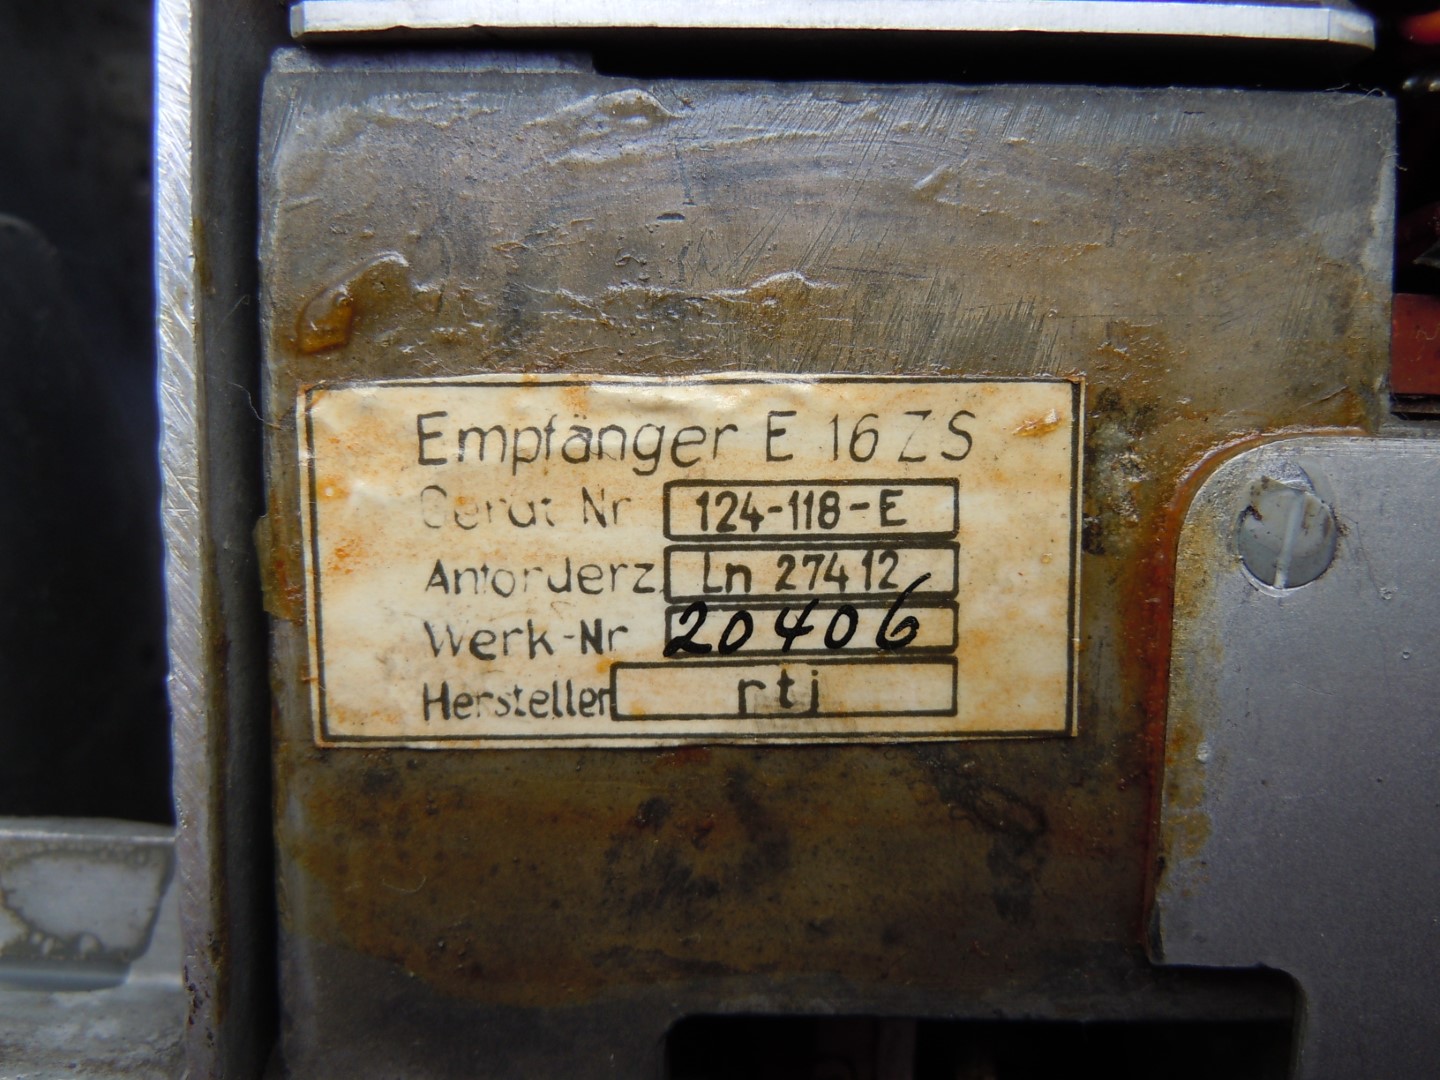 Empfänger E 16 ZS
Gerät Nr 124-118-E
Anforderz. Ln 27412
Werk-Nr 20406
Hersteller rtj